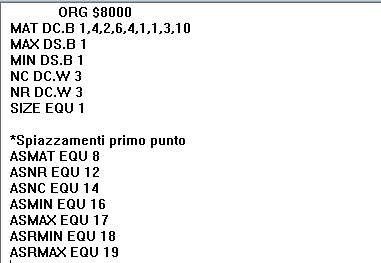 ORG $8000
MAT DC.B 1,4,2,6,4,1,1,3,10
MAX DS.B 1
MIN DS.B 1
NC DC.W 3
NR DC.W 3
SIZE EQU 1
*Spiazzamenti primo punto
ASMAT EQU 8
ASNR EQU 12
ASNC EQU 14
ASMIN EQU 16
ASMAX EQU 17
ASRMIN EQU 18
ASRMAX EQU 19